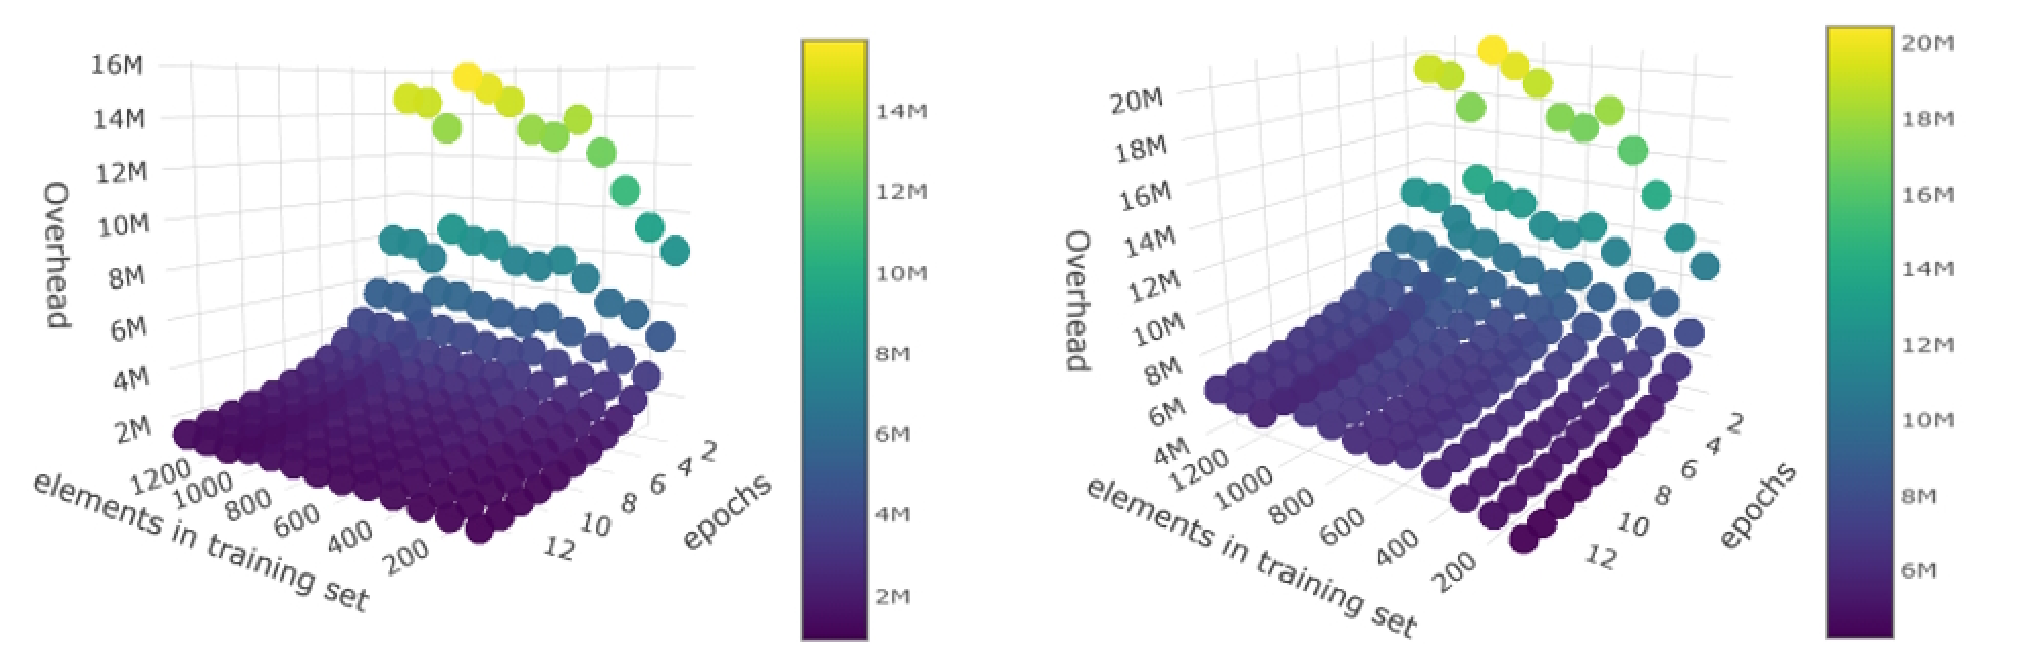 16M
14M
12M
10M
8M
6M
4M
2M
Overhead
1200
1000
800
600
400
200
elements in training set
2
4
6
8
10
12
epochs
14M
12M
10M
8M
6M
4M
2M
20M
18M
16M
14M
12M
10M
8M
6M
4M
Overhead
1200
1000
800
600
400
200
elements in training set
2
4
6
8
10
12
epochs
20M
18M
16M
14M
12M
10M
8M
6M